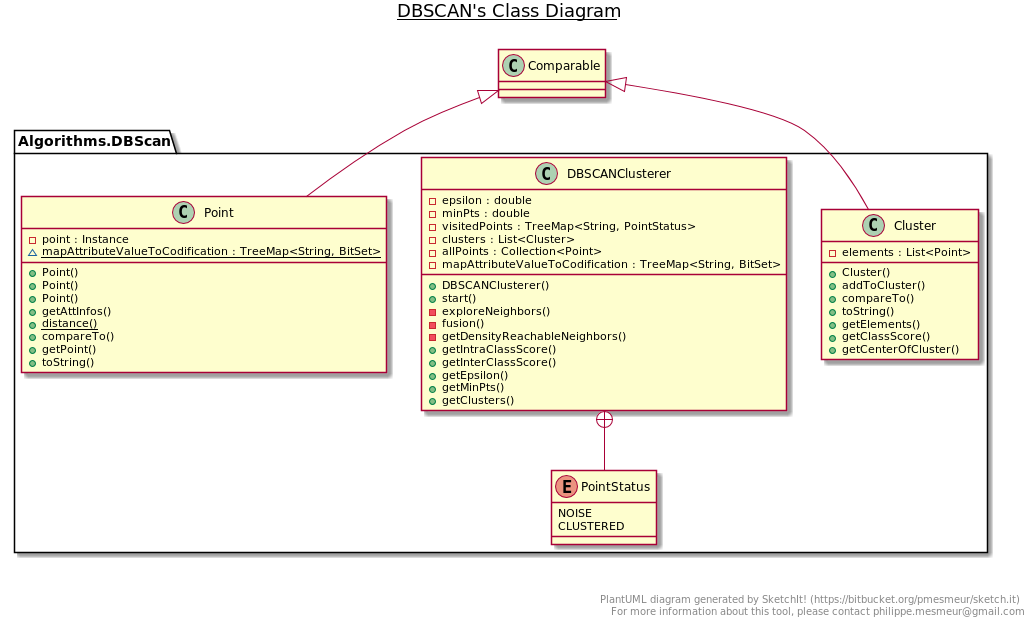 DBSCAN's Class Diagram
C Comparable
Algorithms.DBScan
C Point
point : Instance
mapAttributeValueToCodification : TreeMap<String, BitSet>
Point()
Point()
Point()
getAttInfos()
distance()
compareTo()
getPoint()
toString()
C DBSCANClusterer
epsilon : double
minPts : double
visitedPoints : TreeMap<String, PointStatus>
clusters : List<Cluster>
allPoints : Collection<Point>
mapAttributeValueToCodification : TreeMap<String, BitSet>
DBSCANClusterer()
start()
exploreNeighbors()
fusion()
getDensityReachableNeighbors()
getIntraClassScore()
getInterClassScore()
getEpsilon()
getMinPts()
getClusters()
C Cluster
elements : List<Point>
Cluster()
addToCluster()
compareTo()
toString()
getElements()
getClassScore()
getCenterOfCluster()
E PointStatus
NOISE
CLUSTERED
PlantUML diagram generated by SketchIt! (https://bitbucket.org/pmesmeur/sketch.it)
For more information about this tool, please contact philippe.mesmeur@gmail.com